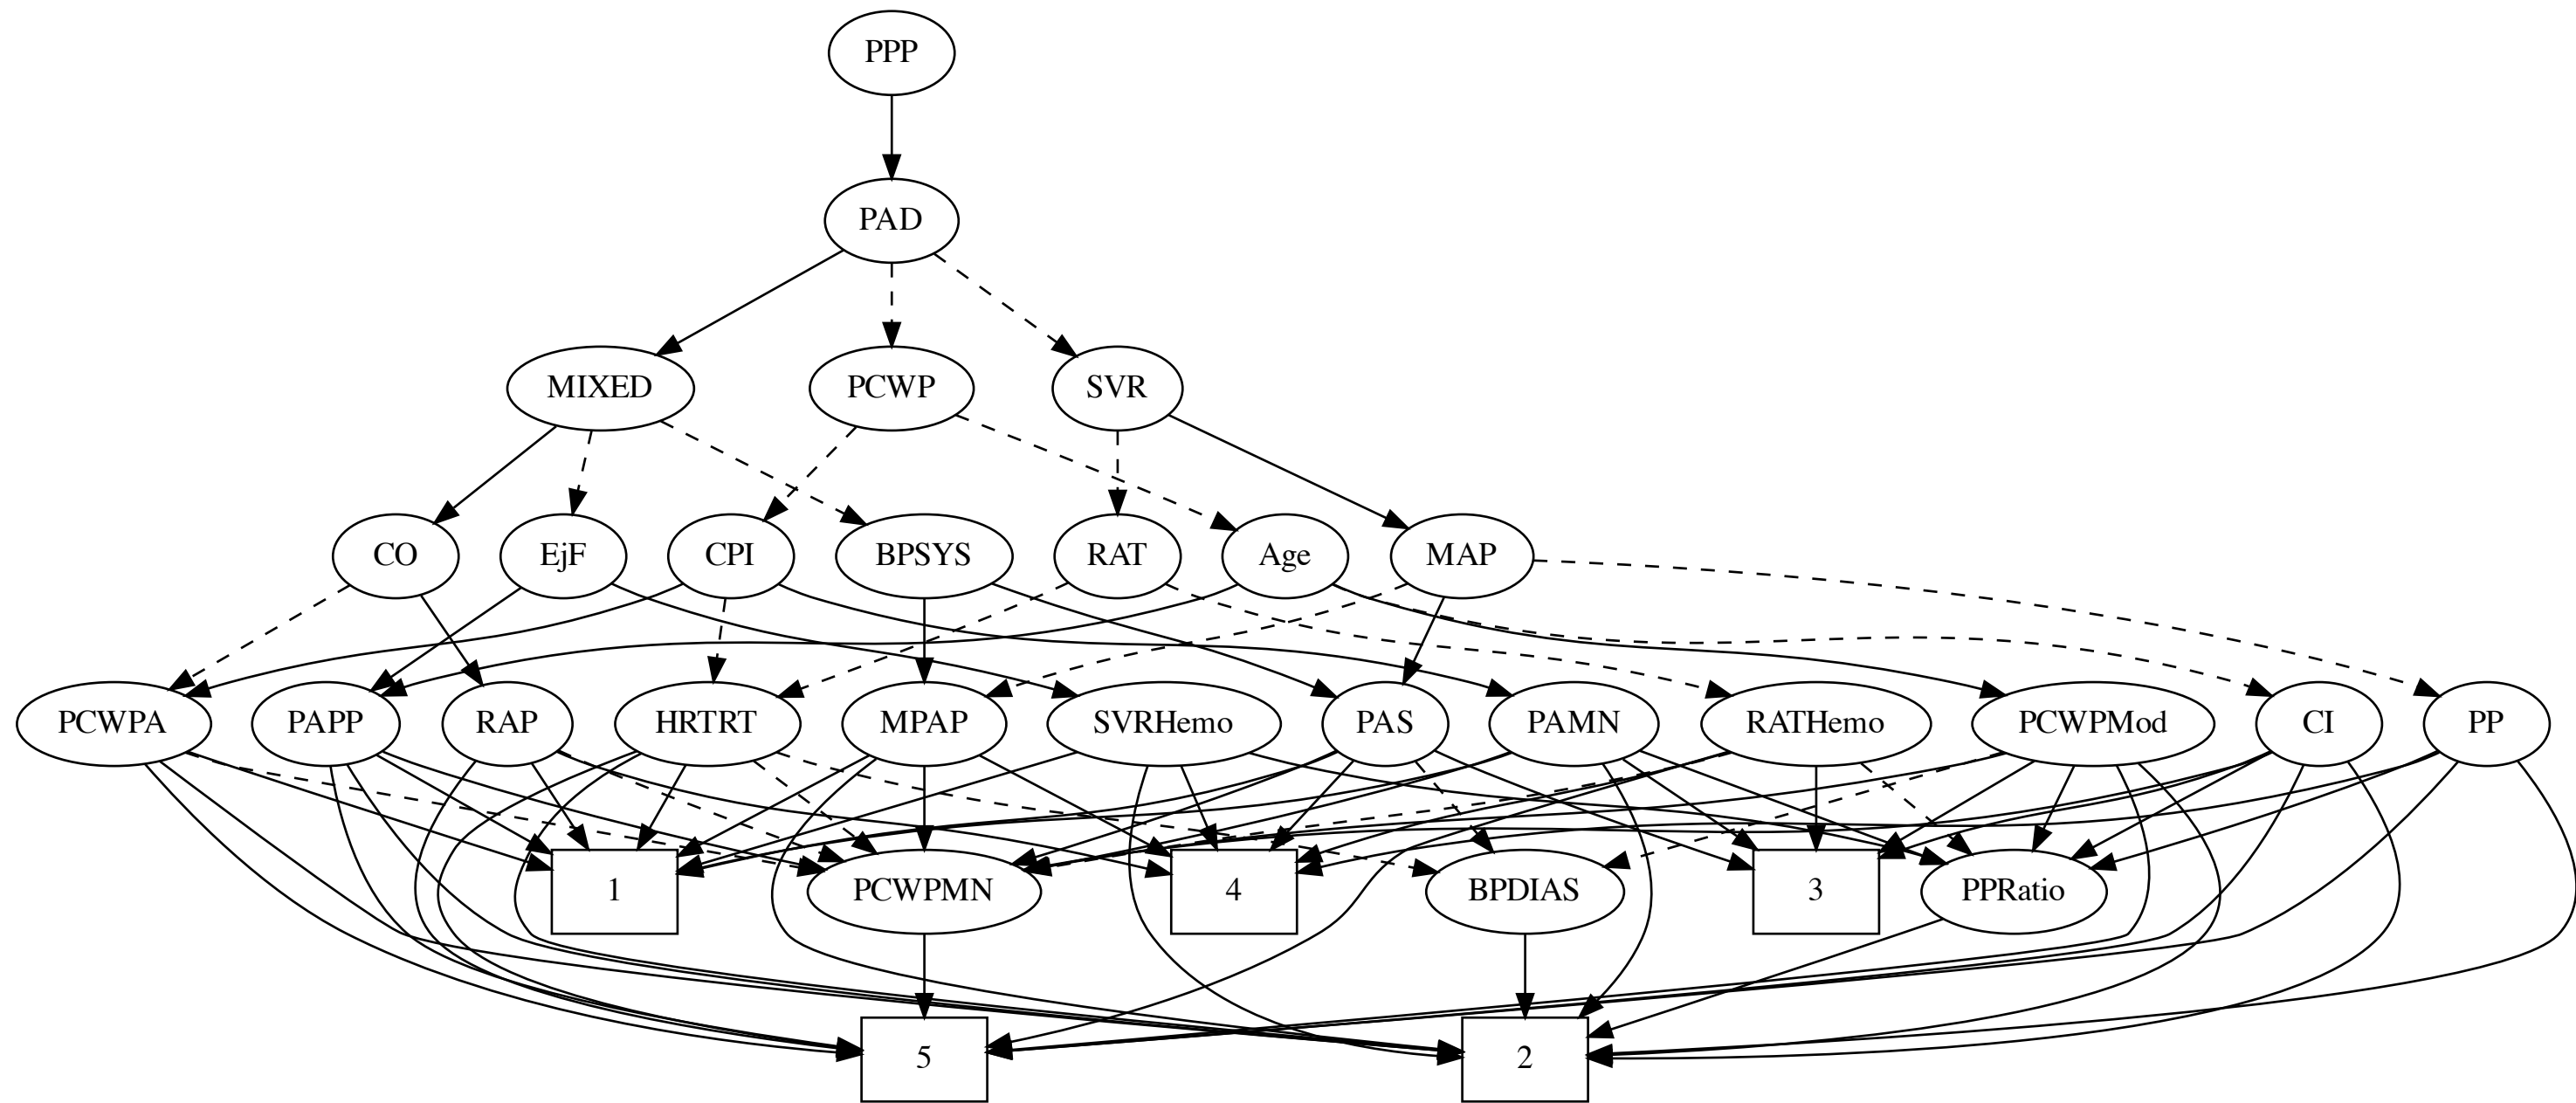 PPP
PAD
MIXED
PCWP
SVR
CO
EjF
CPI
BPSYS
RAT
Age
MAP
PCWPA
PAPP
RAP
HRTRT
MPAP
SVRHemo
PAS
PAMN
RATHemo
PCWPMod
CI
PP
1
PCWPMN
4
BPDIAS
3
PPRatio
5
2